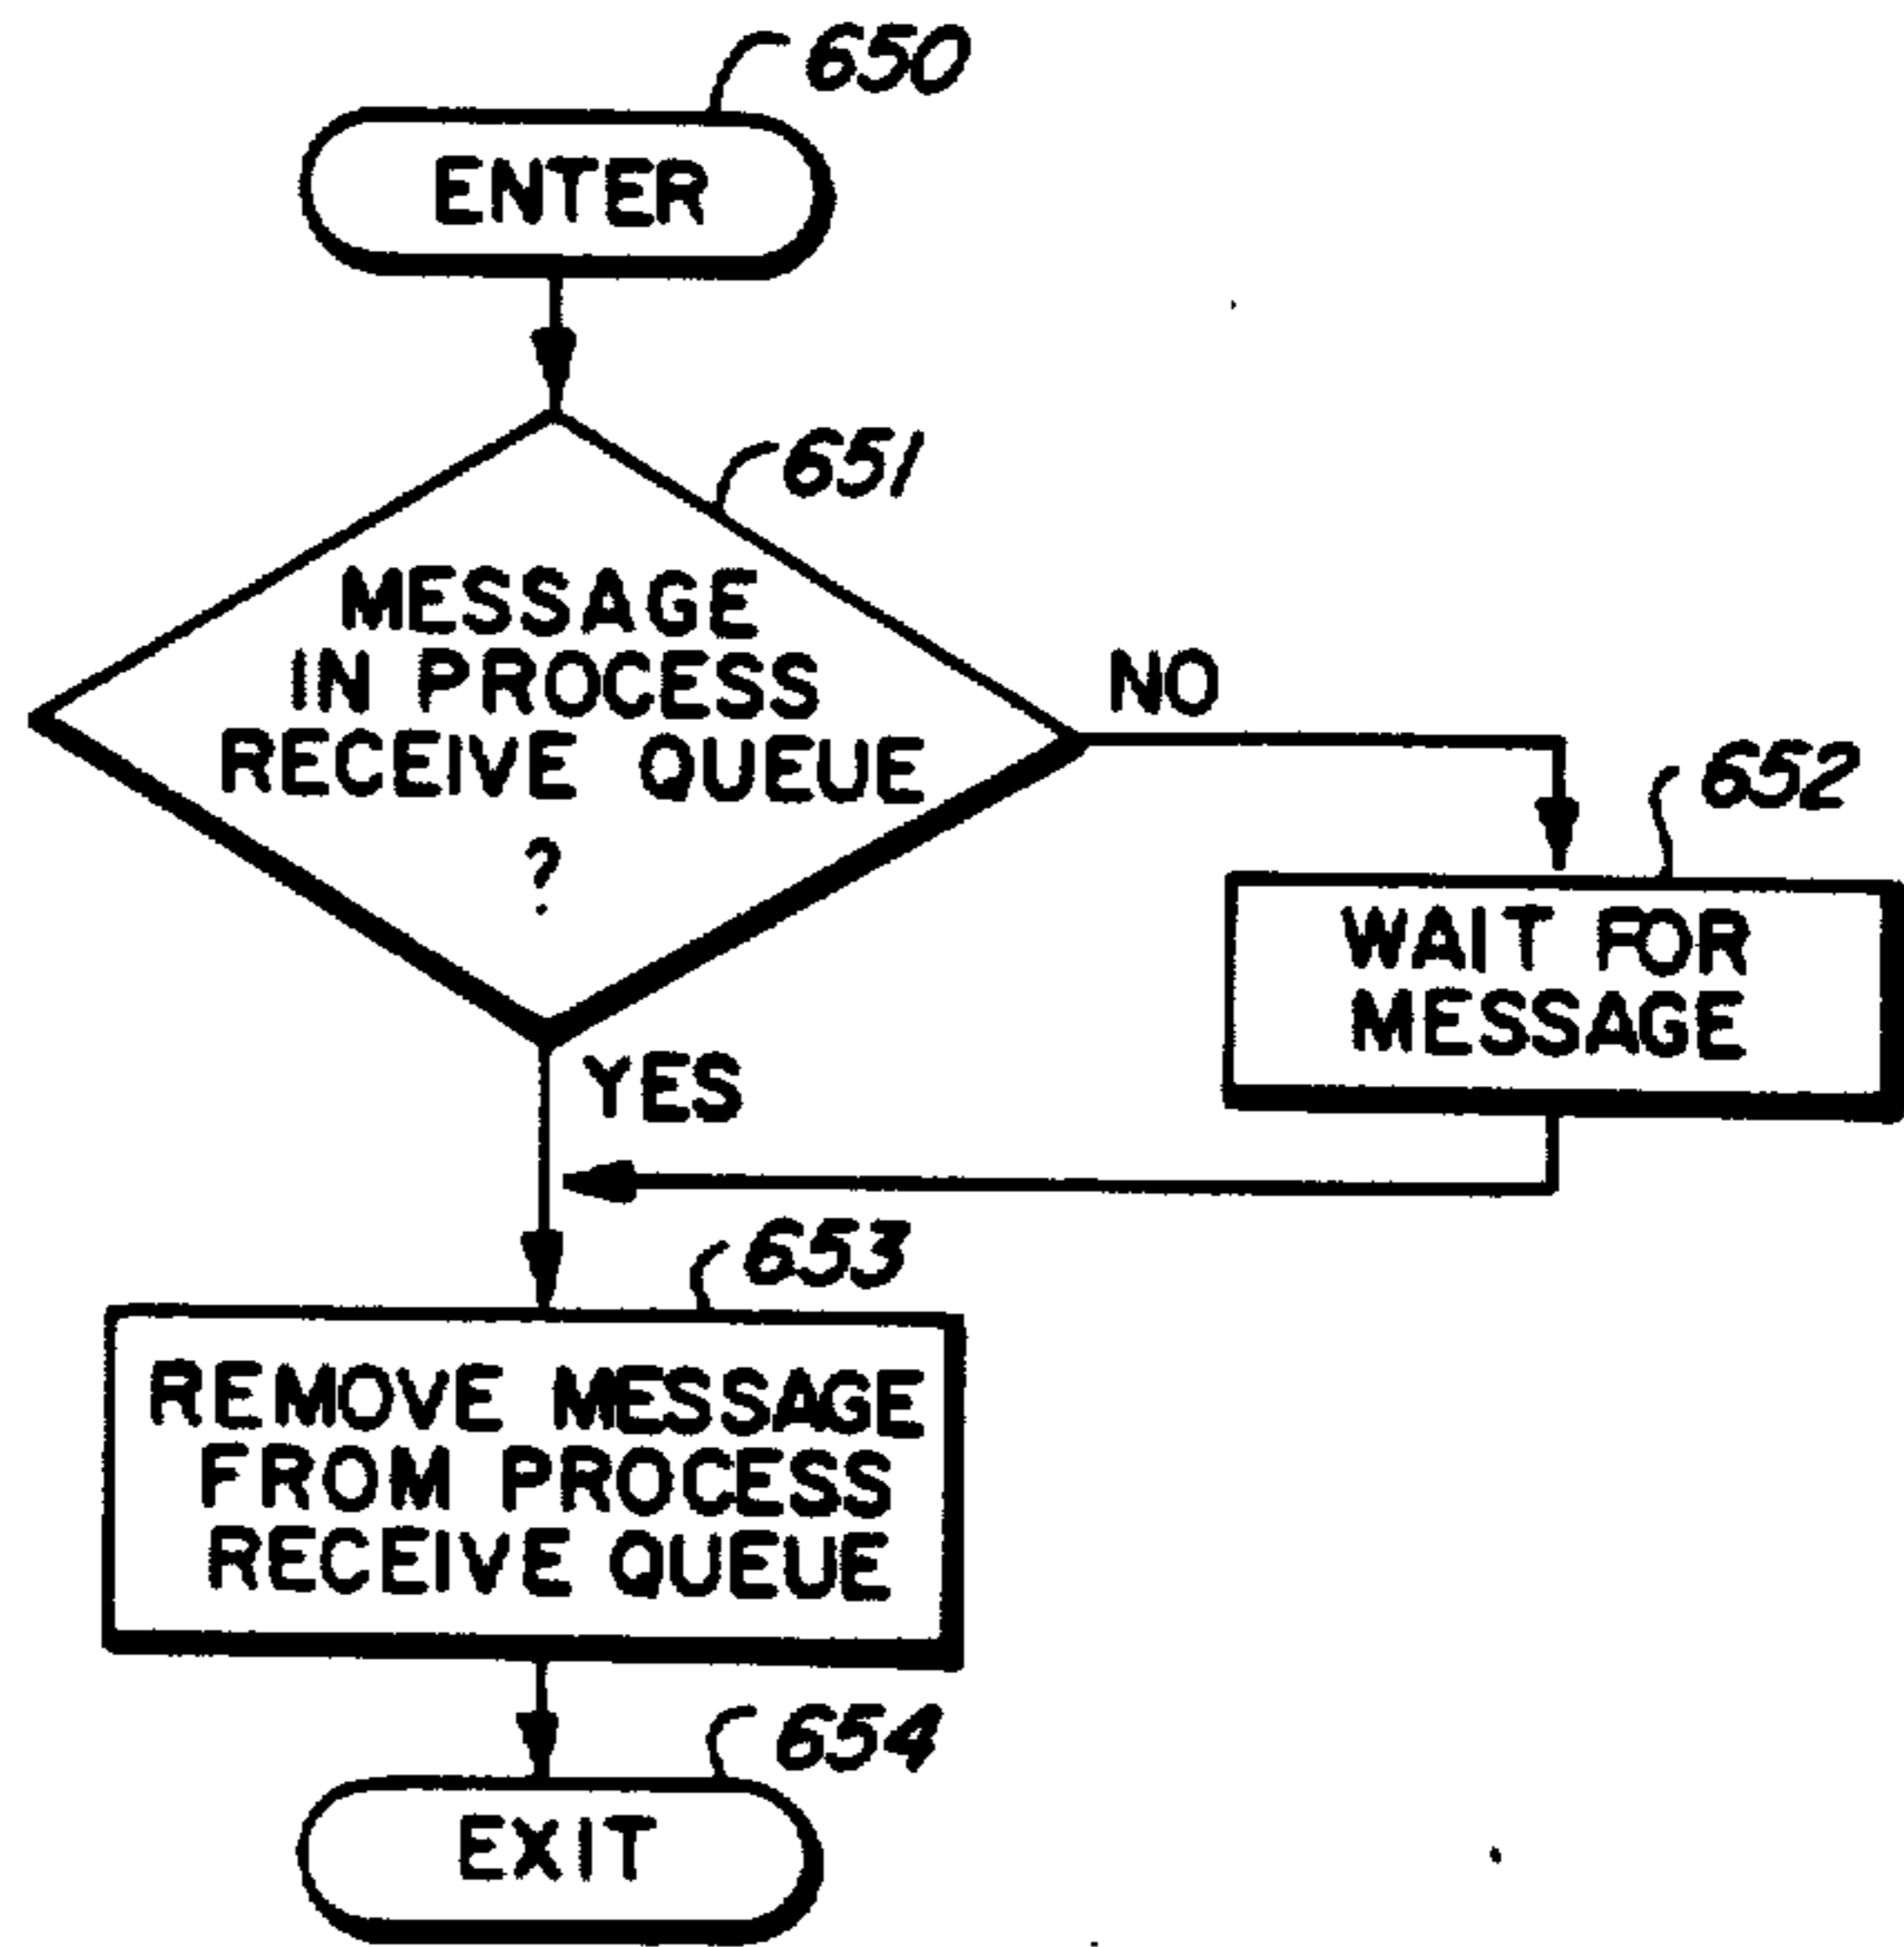 650
ENTER
651
MESSAGE
IN PROCESS
RECEIVE QUEUE
?
NO
652
WAIT FOR
MESSAGE
YES
653
REMOVE MESSAGE
FROM PROCESS
RECEIVE QUEUE
654
EXIT